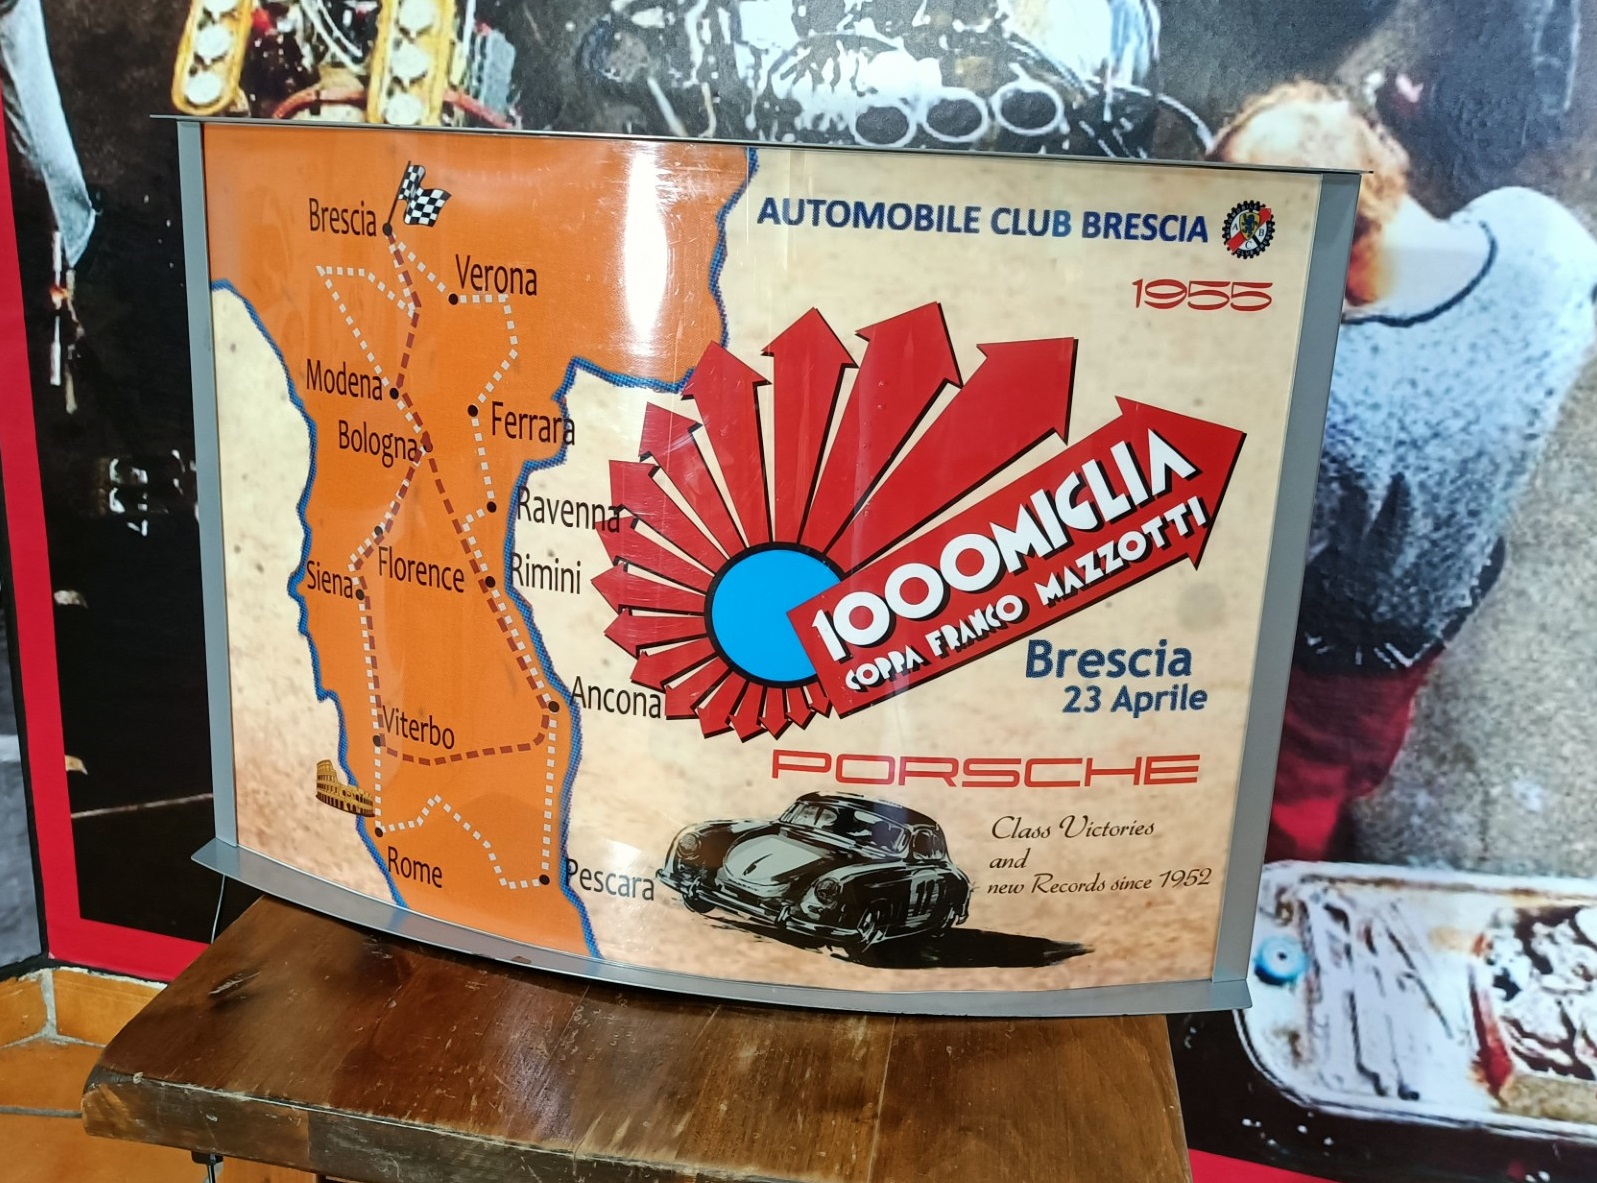 AUTOMOBILE CLUB BRESCIA
1955
Brescia
Verona
Modena
Ferrara
Bologna
Ravenna
Florence
Rimini
Siena
Ancona
Viterbo
Rome
Pescara
1000MIGLIA
COPPA FRANCO MAZZOTTI
Brescia
23 Aprile
PORSCHE
Class Victories
and
new Records since 1952